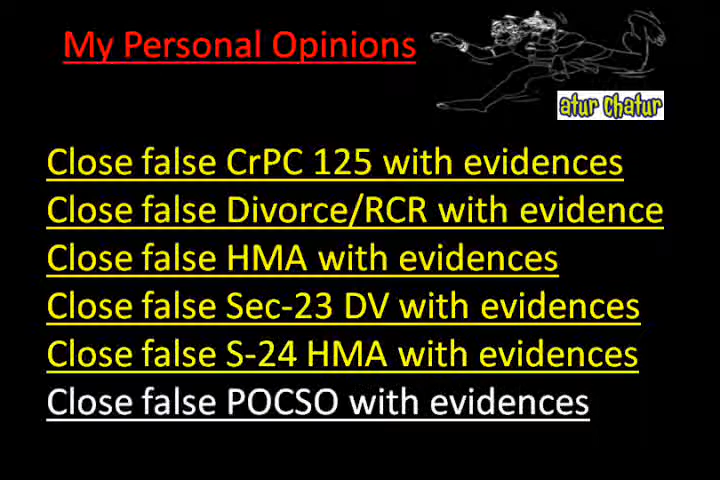 My Personal Opinions
atur Chatur
Close false CrPC 125 with evidences
Close false Divorce/RCR with evidence
Close false HMA with evidences
Close false Sec-23 DV with evidences
Close false S-24 HMA with evidences
Close false POCSO with evidences